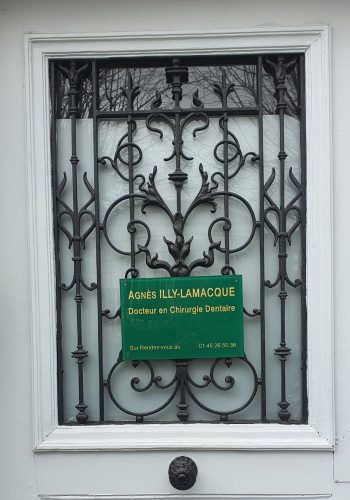 AGNÈS ILLY-LAMACQUE
Docteur en Chirurgie Dentaire
Sur Rendez-vous au 01 45 26 50 36